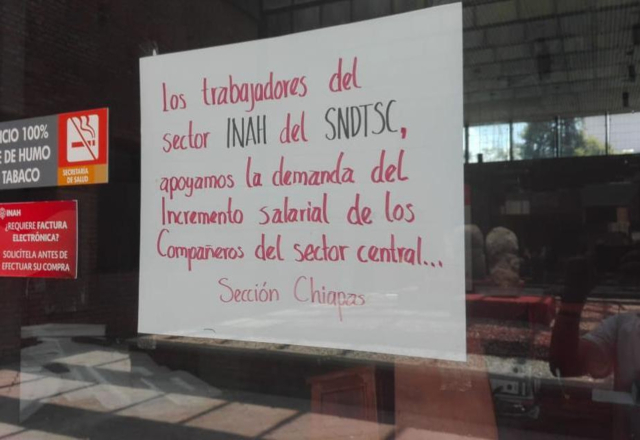 Los trabajadores del
sector INAH del SNDTSC,
apoyamos la demanda del
Incremento salarial de los
Compañeros del sector central...
Sección Chiapas
ICIO 100%
E DE HUMO
TABACO
SECRETARÍA
DE SALUD
INAH
¿REQUIERE FACTURA
ELECTRÓNICA?
SOLICÍTELA ANTES DE
EFECTUAR SU COMPRA